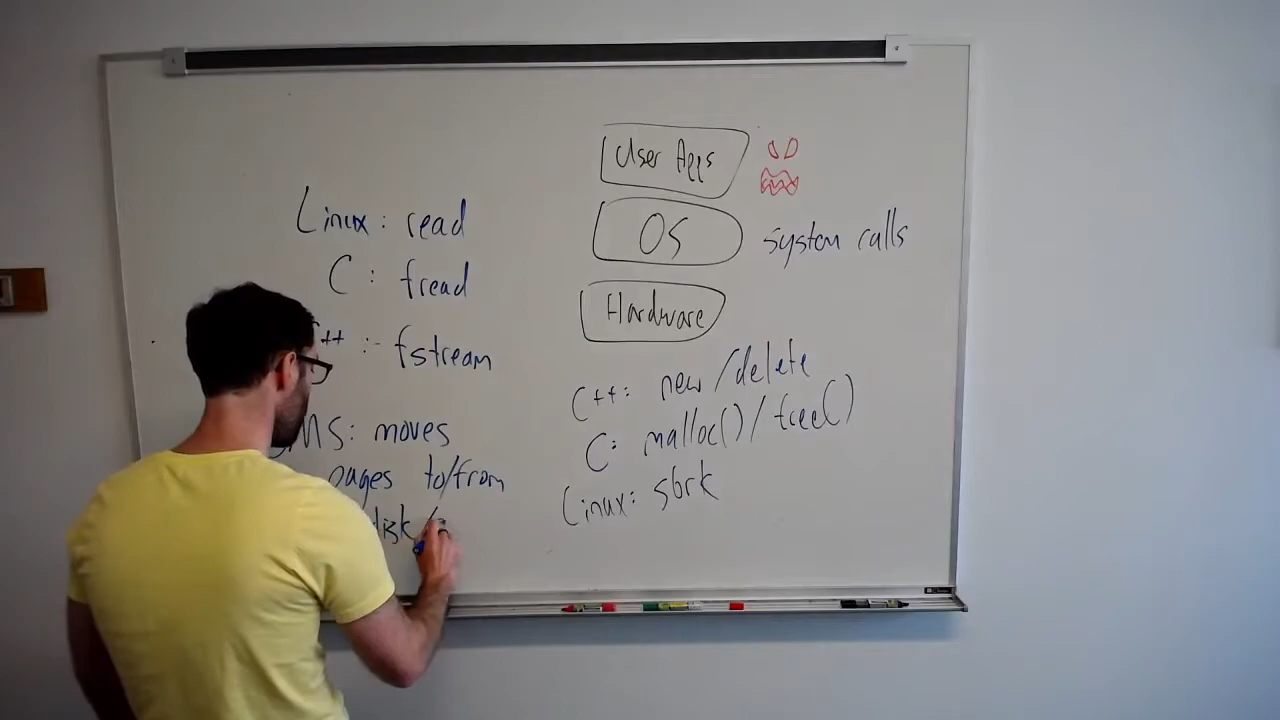 Linux: read
C: fread
++: fstream
MS: moves
pages to/from
disk/
User Apps
OS
system calls
Hardware
C++: new/delete
C: malloc()/free()
Linux: sbrk